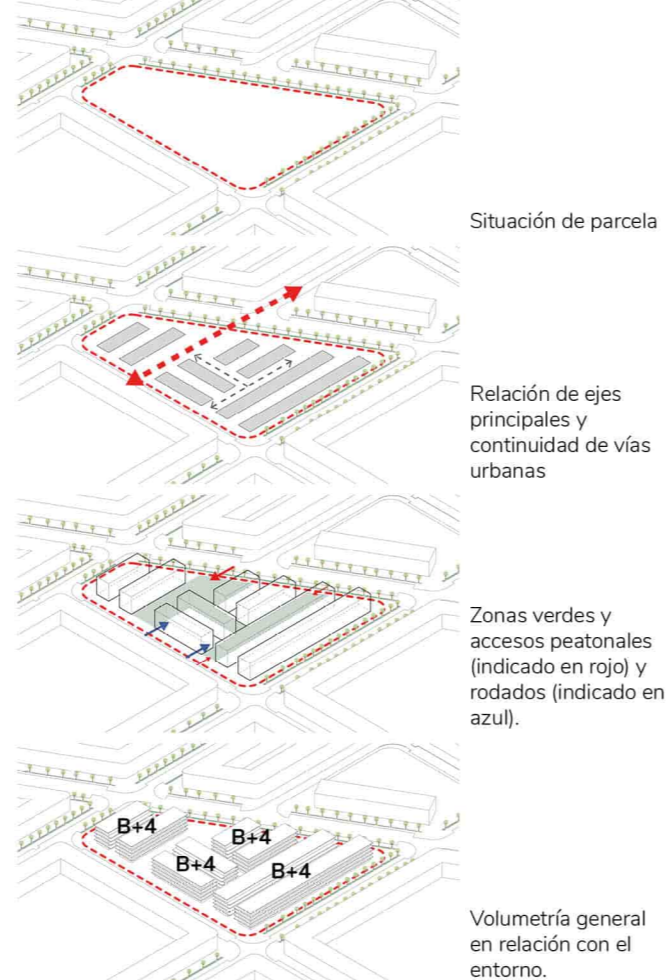 Situación de parcela
Relación de ejes
principales y
continuidad de vías
urbanas
Zonas verdes y
accesos peatonales
(indicado en rojo) y
rodados (indicado en
azul).
B+4
B+4
B+4
B+4
Volumetría general
en relación con el
entorno.